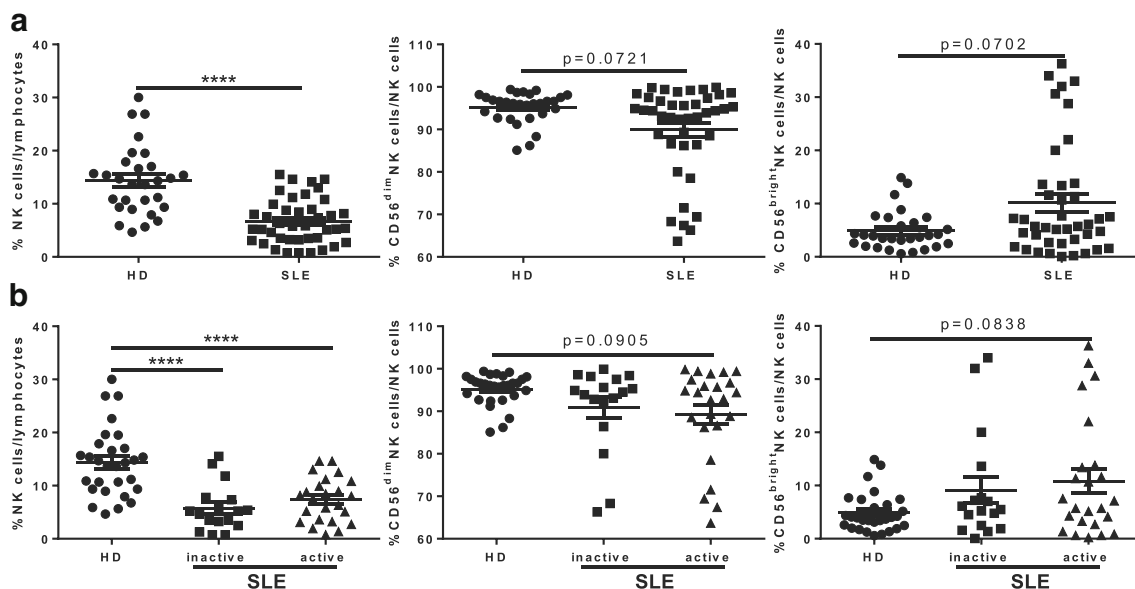 a
% NK cells/lymphocytes
40
30
20
10
0
****
HD
SLE
% CD56dimNK cells/NK cells
110
100
90
80
70
60
p=0.0721
HD
SLE
% CD56brightNK cells/NK cells
40
30
20
10
0
p=0.0702
HD
SLE
b
%NK cells/lymphocytes
40
30
20
10
0
****
****
HD
inactive
active
SLE
%CD56dimNK cells/NK cells
110
100
90
80
70
60
p=0.0905
HD
inactive
active
SLE
%CD56brightNK cells/NK cells
40
30
20
10
0
p=0.0838
HD
inactive
active
SLE